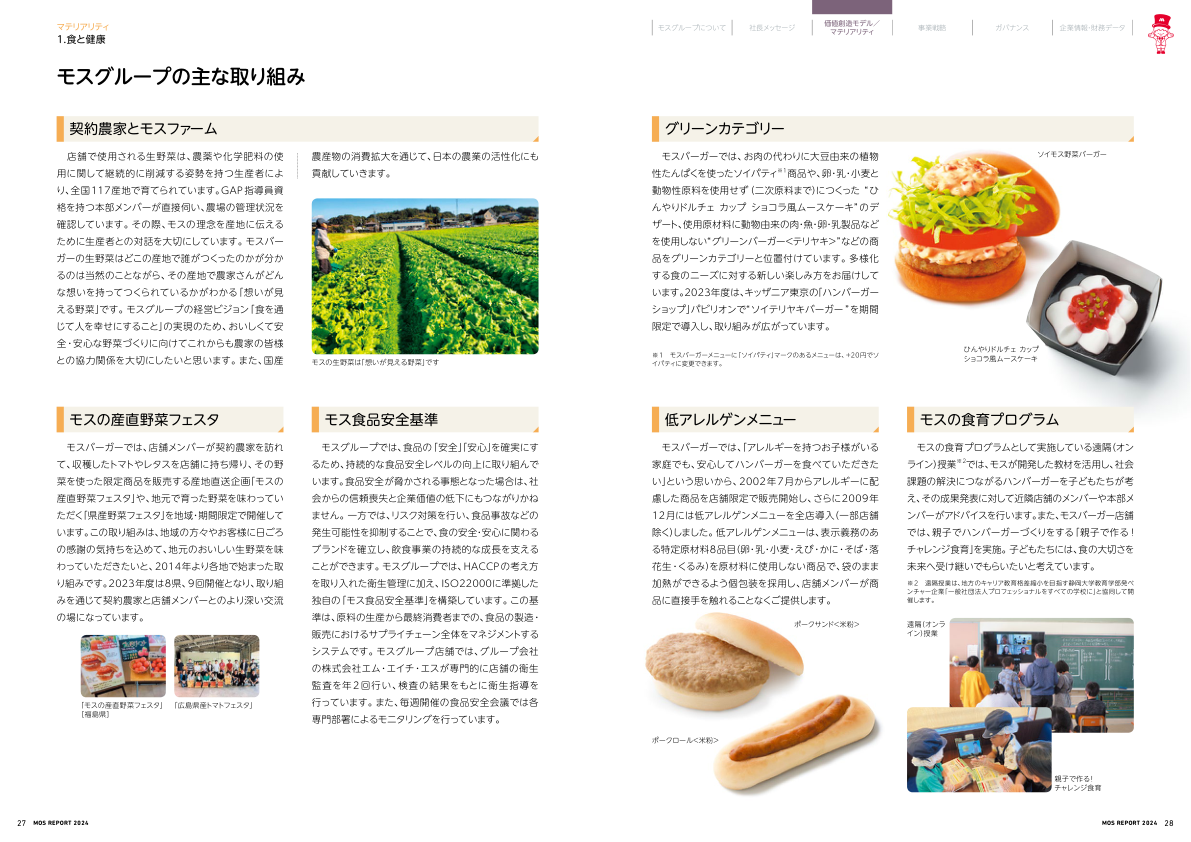 マテリアリティ
1.食と健康
モスグループについて
社長メッセージ
価値創造モデル／
マテリアリティ
事業戦略
ガバナンス
企業情報・財務データ
モスグループの主な取り組み
契約農家とモスファーム
店舗で使用される生野菜は、農薬や化学肥料の使
用に関して継続的に削減する姿勢を持つ生産者によ
り、全国117産地で育てられています。GAP指導員資
格を持つ本部メンバーが直接伺い、農場の管理状況を
確認しています。その際、モスの理念を産地に伝える
ために生産者との対話を大切にしています。モスバー
ガーの生野菜はどこの産地で誰がつくったのかが分か
るのは当然のことながら、その産地で農家さんがどん
な想いを持ってつくられているかがわかる「想いが見
える野菜」です。モスグループの経営ビジョン「食を通
じて人を幸せにすること」の実現のため、おいしくて安
全・安心な野菜づくりに向けてこれからも農家の皆様
との協力関係を大切にしたいと思います。また、国産
農産物の消費拡大を通じて、日本の農業の活性化にも
貢献していきます。
モスの生野菜は「想いが見える野菜」です
グリーンカテゴリー
モスバーガーでは、お肉の代わりに大豆由来の植物
性たんぱくを使ったソイパティ※1商品や、卵・乳・小麦と
動物性原料を使用せず（二次原料まで）につくった “ひ
んやりドルチェ カップ ショコラ風ムースケーキ”のデ
ザート、使用原材料に動物由来の肉・魚・卵・乳製品など
を使用しない“グリーンバーガー<テリヤキ>”などの商
品をグリーンカテゴリーと位置付けています。多様化
する食のニーズに対する新しい楽しみ方をお届けして
います。2023年度は、キッザニア東京の「ハンバーガー
ショップ」パビリオンで“ソイテリヤキバーガー ”を期間
限定で導入し、取り組みが広がっています。
※1　モスバーガーメニューに「ソイパティ」マークのあるメニューは、+20円でソ
イパティに変更できます。
ソイモス野菜バーガー
ひんやりドルチェ カップ
ショコラ風ムースケーキ
モスの産直野菜フェスタ
モスバーガーでは、店舗メンバーが契約農家を訪れ
て、収穫したトマトやレタスを店舗に持ち帰り、その野
菜を使った限定商品を販売する産地直送企画「モスの
産直野菜フェスタ」や、地元で育った野菜を味わってい
ただく「県産野菜フェスタ」を地域・期間限定で開催して
います。この取り組みは、地域の方々やお客様に日ごろ
の感謝の気持ちを込めて、地元のおいしい生野菜を味
わっていただきたいと、2014年より各地で始まった取
り組みです。2023年度は8県、9回開催となり、取り組
みを通じて契約農家と店舗メンバーとのより深い交流
の場になっています。
「モスの産直野菜フェスタ」
［福島県］
「広島県産トマトフェスタ」
モス食品安全基準
モスグループでは、食品の「安全」「安心」を確実にす
るため、持続的な食品安全レベルの向上に取り組んで
います。食品安全が脅かされる事態となった場合は、社
会からの信頼喪失と企業価値の低下にもつながりかね
ません。一方では、リスク対策を行い、食品事故などの
発生可能性を抑制することで、食の安全・安心に関わる
ブランドを確立し、飲食事業の持続的な成長を支える
ことができます。モスグループでは、HACCPの考え方
を取り入れた衛生管理に加え、ISO22000に準拠した
独自の「モス食品安全基準」を構築しています。この基
準は、原料の生産から最終消費者までの、食品の製造・
販売におけるサプライチェーン全体をマネジメントする
システムです。モスグループ店舗では、グループ会社
の株式会社エム・エイチ・エスが専門的に店舗の衛生
監査を年2回行い、検査の結果をもとに衛生指導を
行っています。また、毎週開催の食品安全会議では各
専門部署によるモニタリングを行っています。
低アレルゲンメニュー
モスバーガーでは、「アレルギーを持つお子様がいる
家庭でも、安心してハンバーガーを食べていただきた
い」という思いから、2002年7月からアレルギーに配
慮した商品を店舗限定で販売開始し、さらに2009年
12月には低アレルゲンメニューを全店導入（一部店舗
除く）しました。低アレルゲンメニューは、表示義務のあ
る特定原材料8品目（卵・乳・小麦・えび・かに・そば・落
花生・くるみ）を原材料に使用しない商品で、袋のまま
加熱ができるよう個包装を採用し、店舗メンバーが商
品に直接手を触れることなくご提供します。
ポークサンド<米粉>
ポークロール<米粉>
モスの食育プログラム
モスの食育プログラムとして実施している遠隔（オン
ライン）授業※2では、モスが開発した教材を活用し、社会
課題の解決につながるハンバーガーを子どもたちが考
え、その成果発表に対して近隣店舗のメンバーや本部メ
ンバーがアドバイスを行います。また、モスバーガー店舗
では、親子でハンバーガーづくりをする「親子で作る！
チャレンジ食育」を実施。子どもたちには、食の大切さを
未来へ受け継いでもらいたいと考えています。
※2　遠隔授業は、地方のキャリア教育格差縮小を目指す静岡大学教育学部発ベ
ンチャー企業「一般社団法人プロフェッショナルをすべての学校に」と協同して開
催します。
遠隔（オンラ
イン）授業
親子で作る！
チャレンジ食育
27 MOS REPORT 2024
MOS REPORT 2024 28